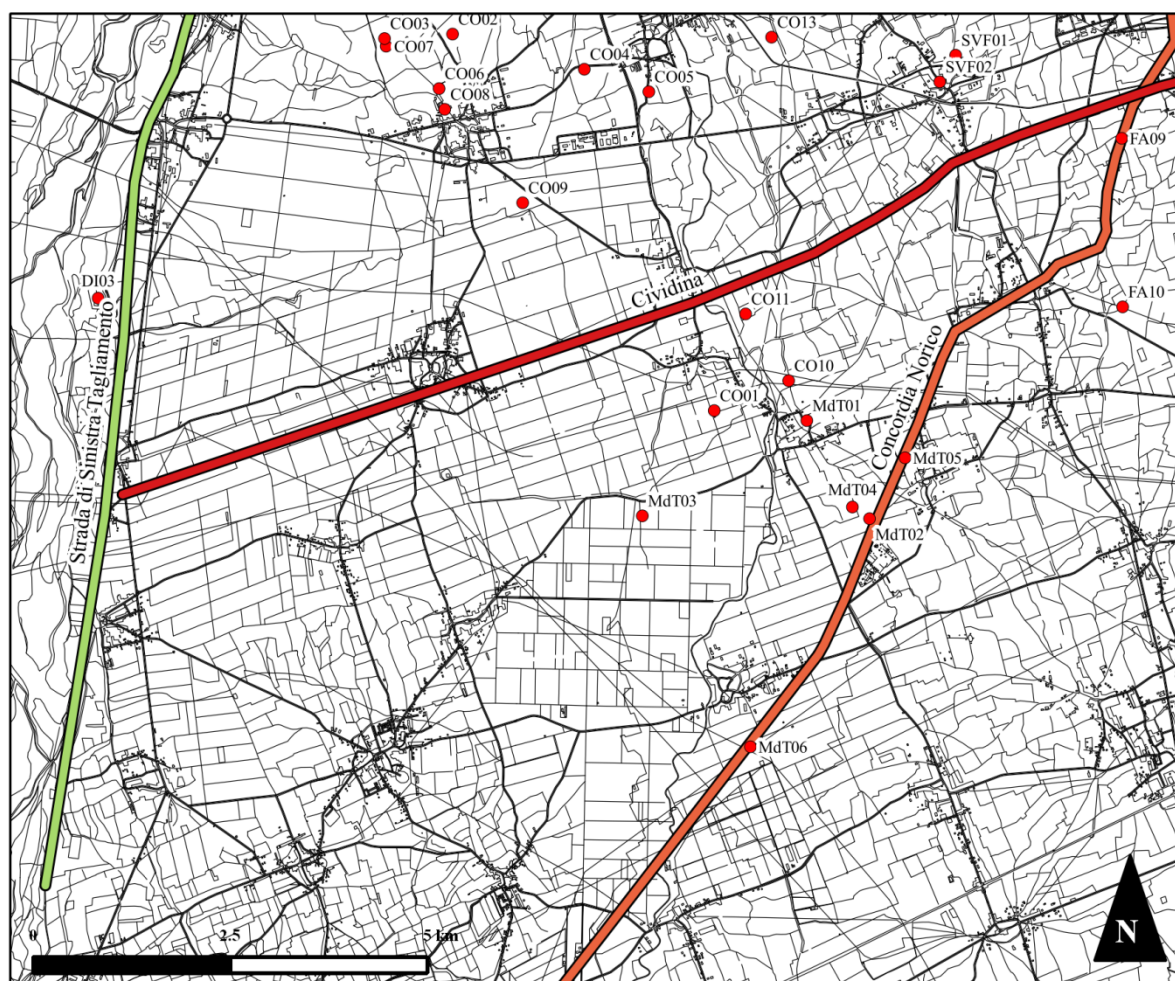 CO03
CO02
CO13
CO07
SVF01
CO04
SVF02
CO06
CO05
CO08
FA09
CO09
DI03
Cividina
CO11
FA10
Strada di Sinistra Tagliamento
Concordia Norico
CO10
CO01
MdT01
MdT05
MdT04
MdT03
MdT02
MdT06
N
0
2.5
5 km